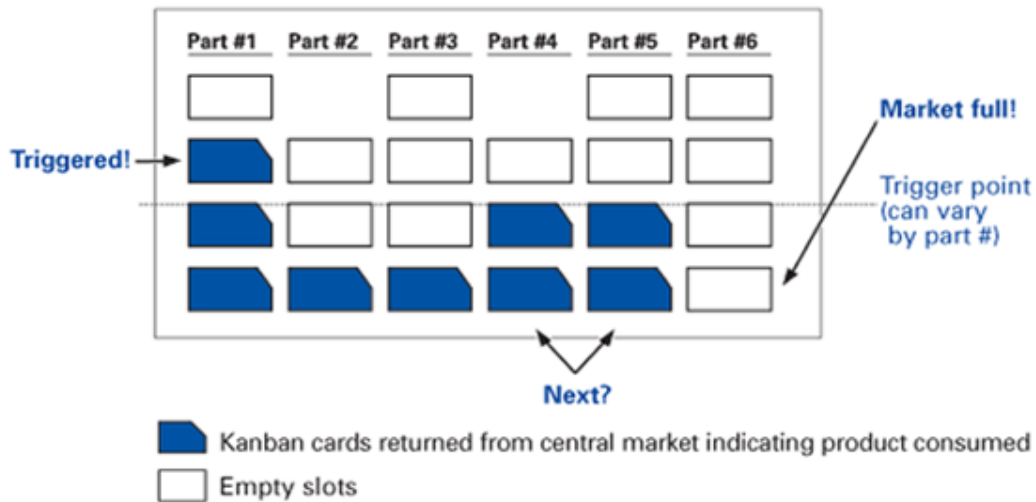 Part #1 Part #2 Part #3 Part #4 Part #5 Part #6
Market full!
Triggered!
Trigger point
(can vary
by part #)
Next?
Kanban cards returned from central market indicating product consumed
Empty slots